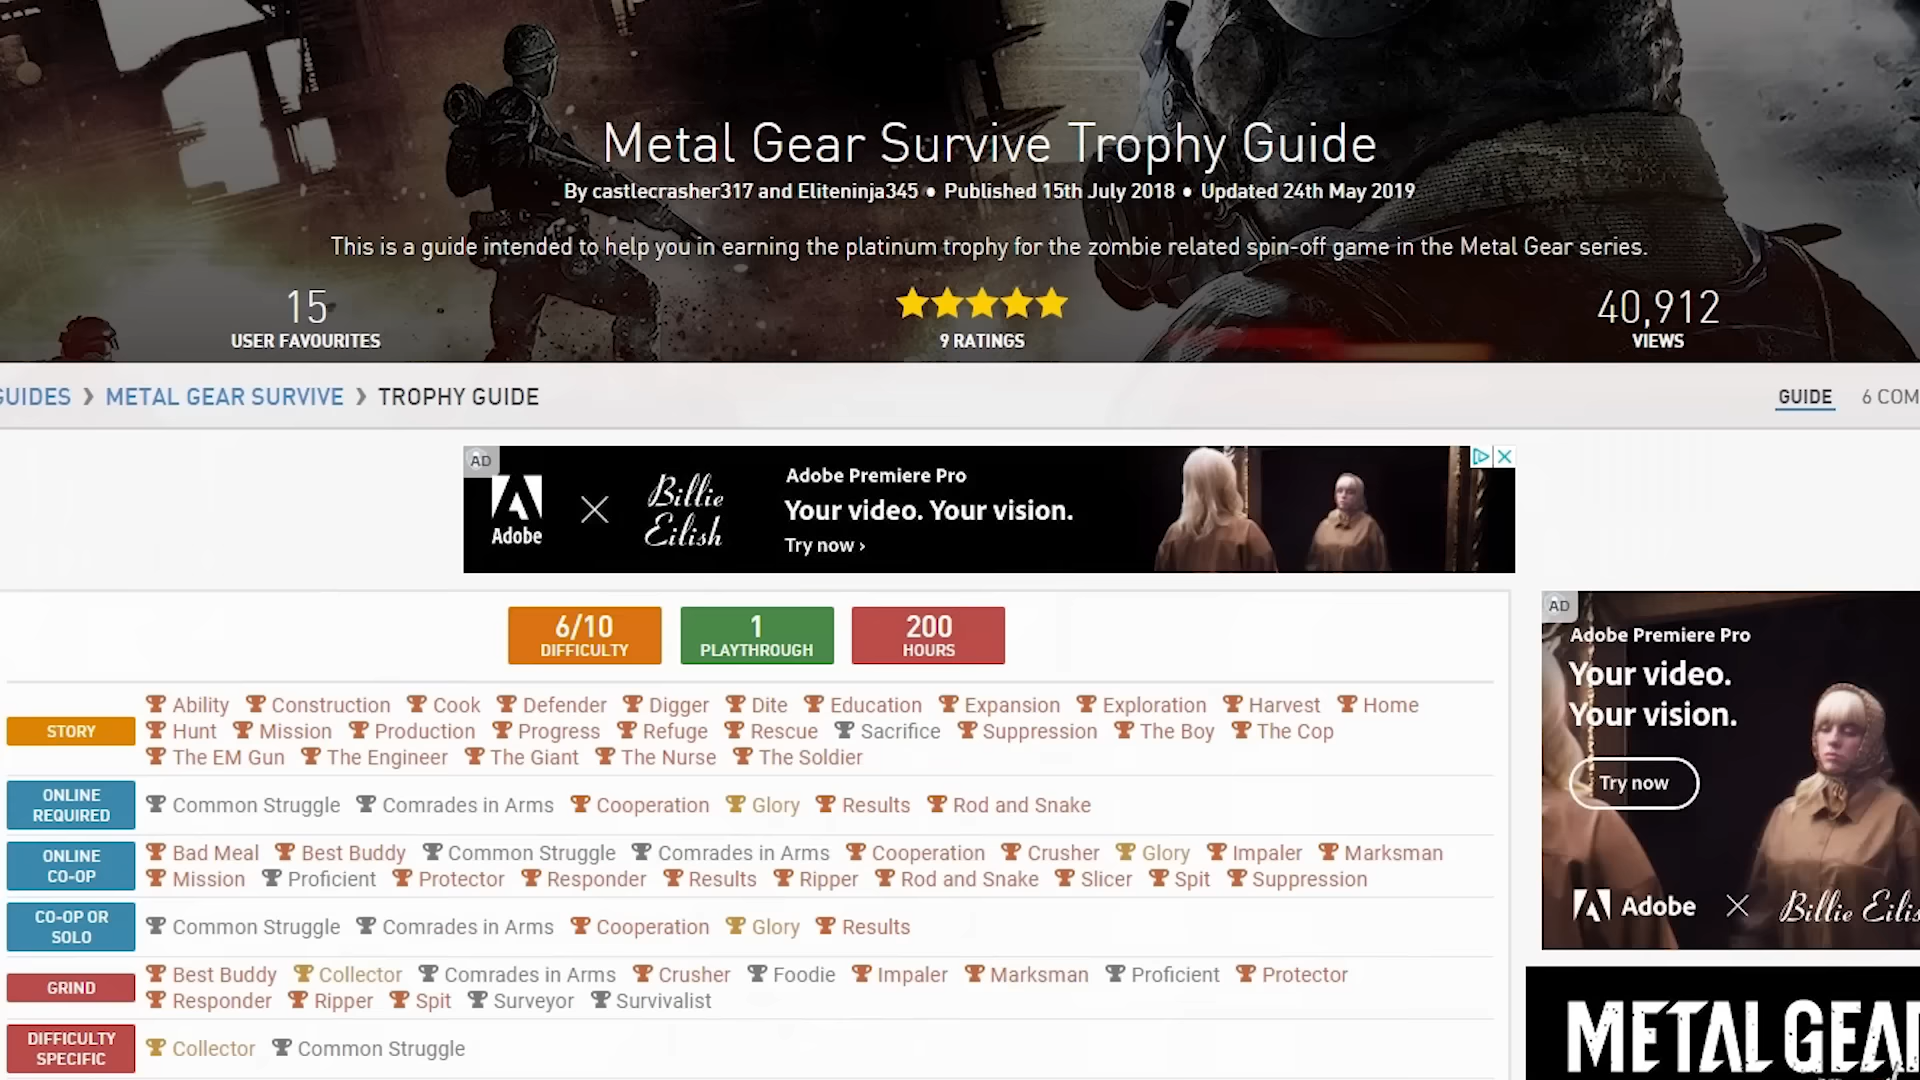 Metal Gear Survive Trophy Guide
By castlecrasher317 and Eliteninja345 • Published 15th July 2018 • Updated 24th May 2019
This is a guide intended to help you in earning the platinum trophy for the zombie related spin-off game in the Metal Gear series.
15
USER FAVOURITES
9 RATINGS
40,912
VIEWS
GUIDES > METAL GEAR SURVIVE > TROPHY GUIDE
GUIDE 6 COM
AD
Adobe
Billie
Eilish
Adobe Premiere Pro
Your video. Your vision.
Try now ›
6/10
DIFFICULTY
1
PLAYTHROUGH
200
HOURS
STORY
Ability Construction Cook Defender Digger Dite Education Expansion Exploration Harvest Home
Hunt Mission Production Progress Refuge Rescue Sacrifice Suppression The Boy The Cop
The EM Gun The Engineer The Giant The Nurse The Soldier
ONLINE
REQUIRED
Common Struggle Comrades in Arms Cooperation Glory Results Rod and Snake
ONLINE
CO-OP
Bad Meal Best Buddy Common Struggle Comrades in Arms Cooperation Crusher Glory Impaler Marksman
Mission Proficient Protector Responder Results Ripper Rod and Snake Slicer Spit Suppression
CO-OP OR
SOLO
Common Struggle Comrades in Arms Cooperation Glory Results
GRIND
Best Buddy Collector Comrades in Arms Crusher Foodie Impaler Marksman Proficient Protector
Responder Ripper Spit Surveyor Survivalist
DIFFICULTY
SPECIFIC
Collector Common Struggle
AD
Adobe Premiere Pro
Your video.
Your vision.
Try now
Adobe
Billie Eilis
METAL GEAR